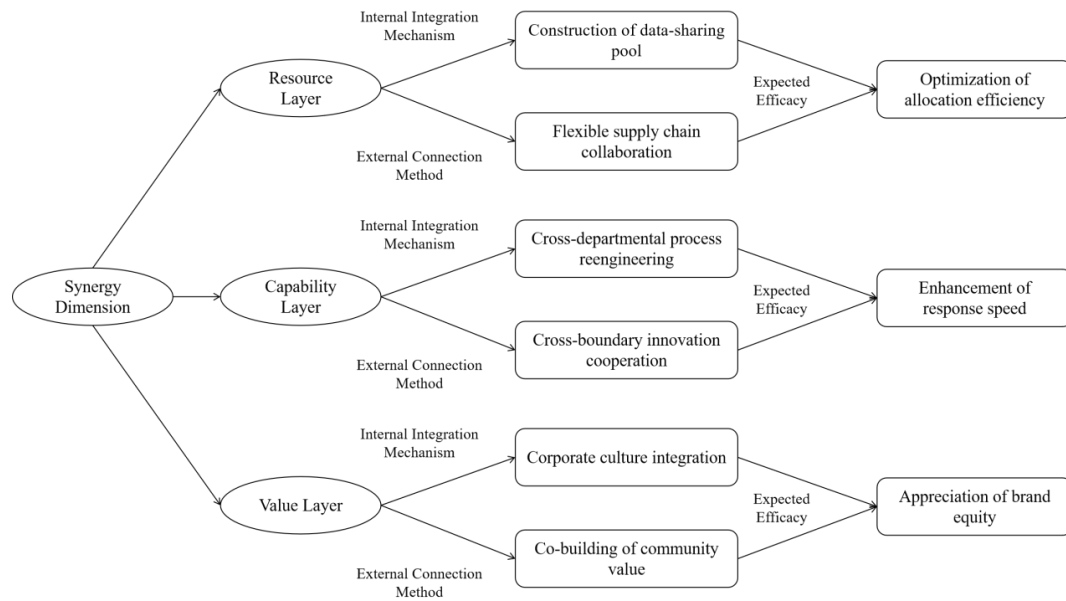 Internal Integration
Mechanism
Construction of data-sharing
pool
Resource
Layer
Expected
Efficacy
Optimization of
allocation efficiency
External Connection
Method
Flexible supply chain
collaboration
Synergy
Dimension
Internal Integration
Mechanism
Cross-departmental process
reengineering
Capability
Layer
Expected
Efficacy
Enhancement of
response speed
External Connection
Method
Cross-boundary innovation
cooperation
Internal Integration
Mechanism
Corporate culture integration
Value Layer
Expected
Efficacy
Appreciation of brand
equity
External Connection
Method
Co-building of community
value